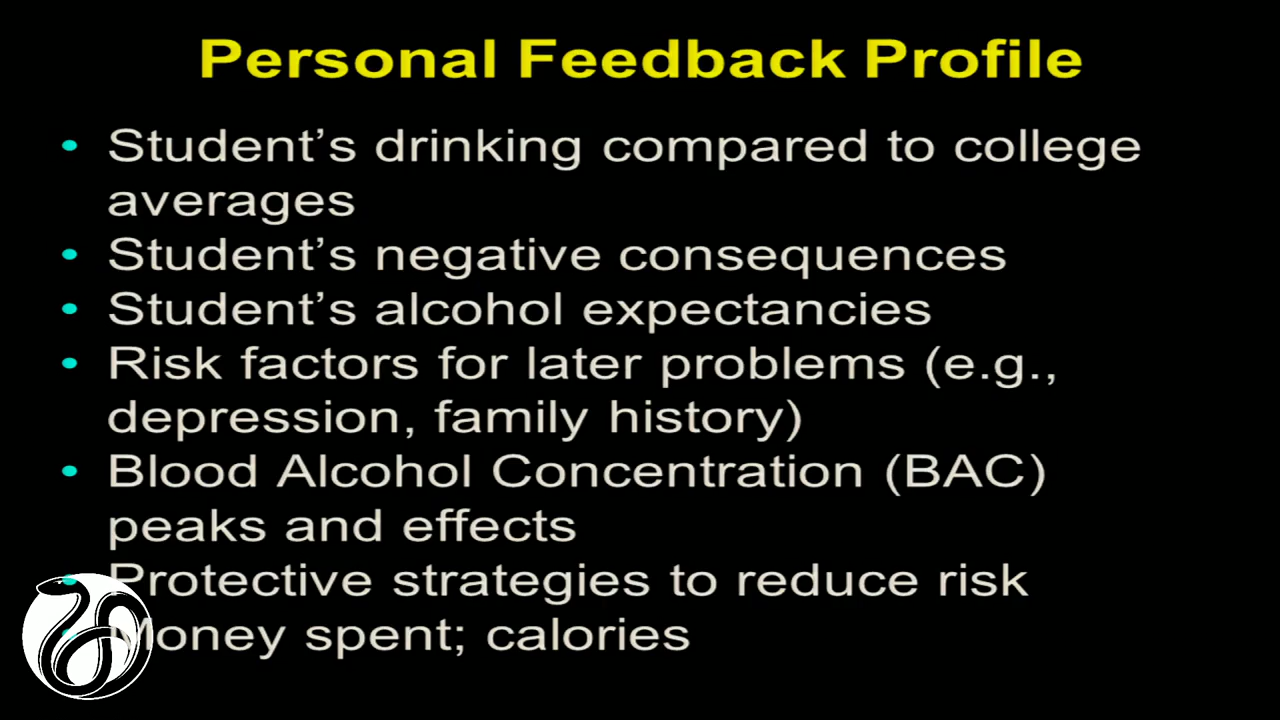 Personal Feedback Profile
• Student’s drinking compared to college
averages
• Student’s negative consequences
• Student’s alcohol expectancies
• Risk factors for later problems (e.g.,
depression, family history)
• Blood Alcohol Concentration (BAC)
peaks and effects
• Protective strategies to reduce risk
• Money spent; calories